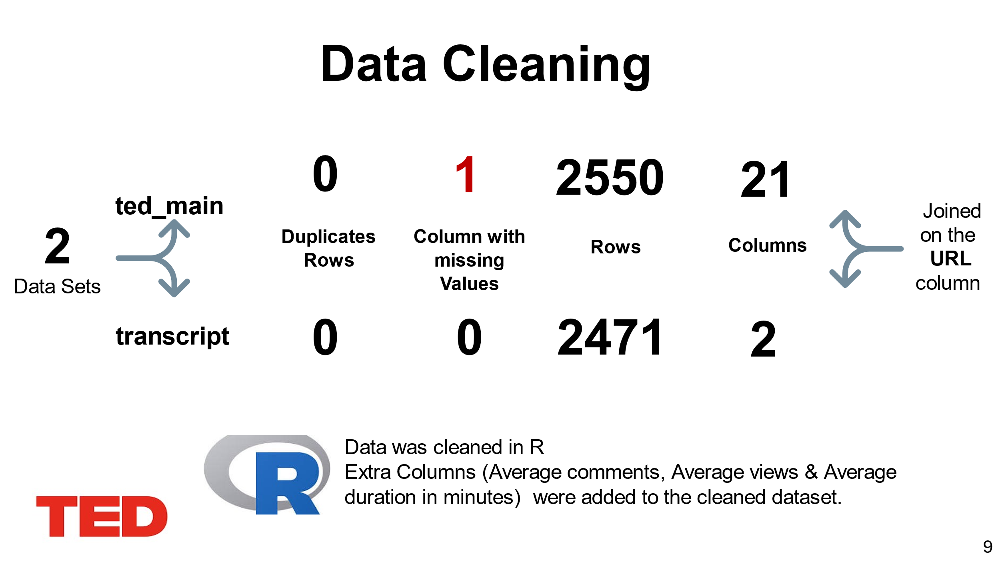 Data Cleaning
2
Data Sets
ted_main
transcript
0
1
2550
21
Duplicates
Rows
Column with
missing
Values
Rows
Columns
0
0
2471
2
Joined
on the
URL
column
R
Data was cleaned in R
Extra Columns (Average comments, Average views & Average
duration in minutes)  were added to the cleaned dataset.
TED
9